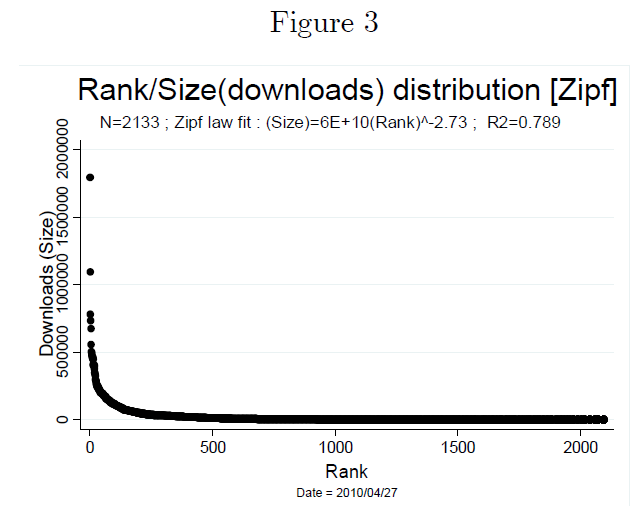 Figure 3
Rank/Size(downloads) distribution [Zipf]
N=2133 ; Zipf law fit : (Size)=6E+10(Rank)^-2.73 ;  R2=0.789
Downloads (Size)
2000000
1500000
1000000
500000
0
0 500 1000 1500 2000
Rank
Date = 2010/04/27